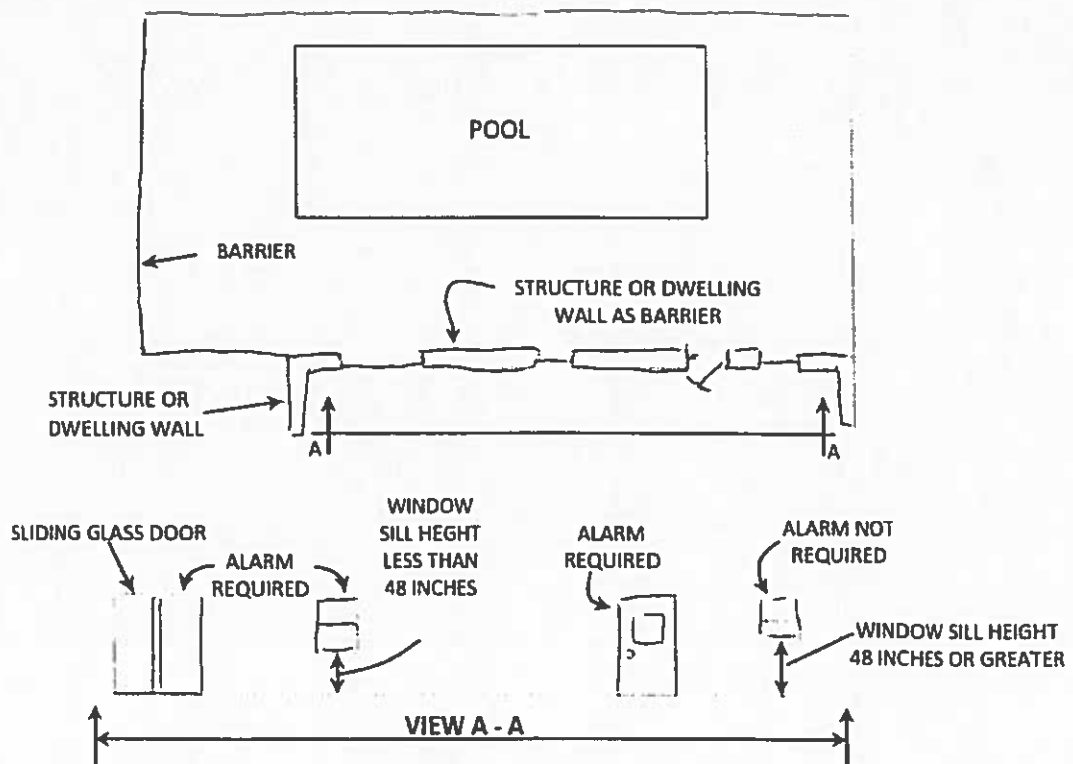 POOL
BARRIER
STRUCTURE OR DWELLING
WALL AS BARRIER
STRUCTURE OR
DWELLING WALL
A
A
SLIDING GLASS DOOR
ALARM
REQUIRED
WINDOW
SILL HEGHT
LESS THAN
48 INCHES
ALARM
REQUIRED
ALARM NOT
REQUIRED
WINDOW SILL HEIGHT
48 INCHES OR GREATER
VIEW A - A